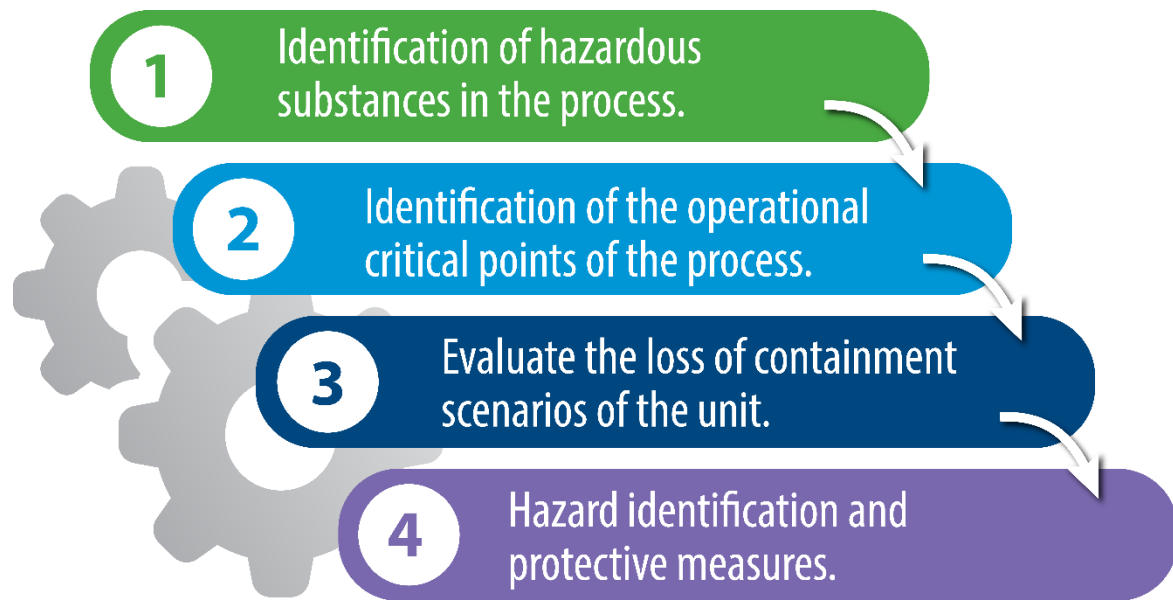 1
Identification of hazardous
substances in the process.
2
Identification of the operational
critical points of the process.
3
Evaluate the loss of containment
scenarios of the unit.
4
Hazard identification and
protective measures.